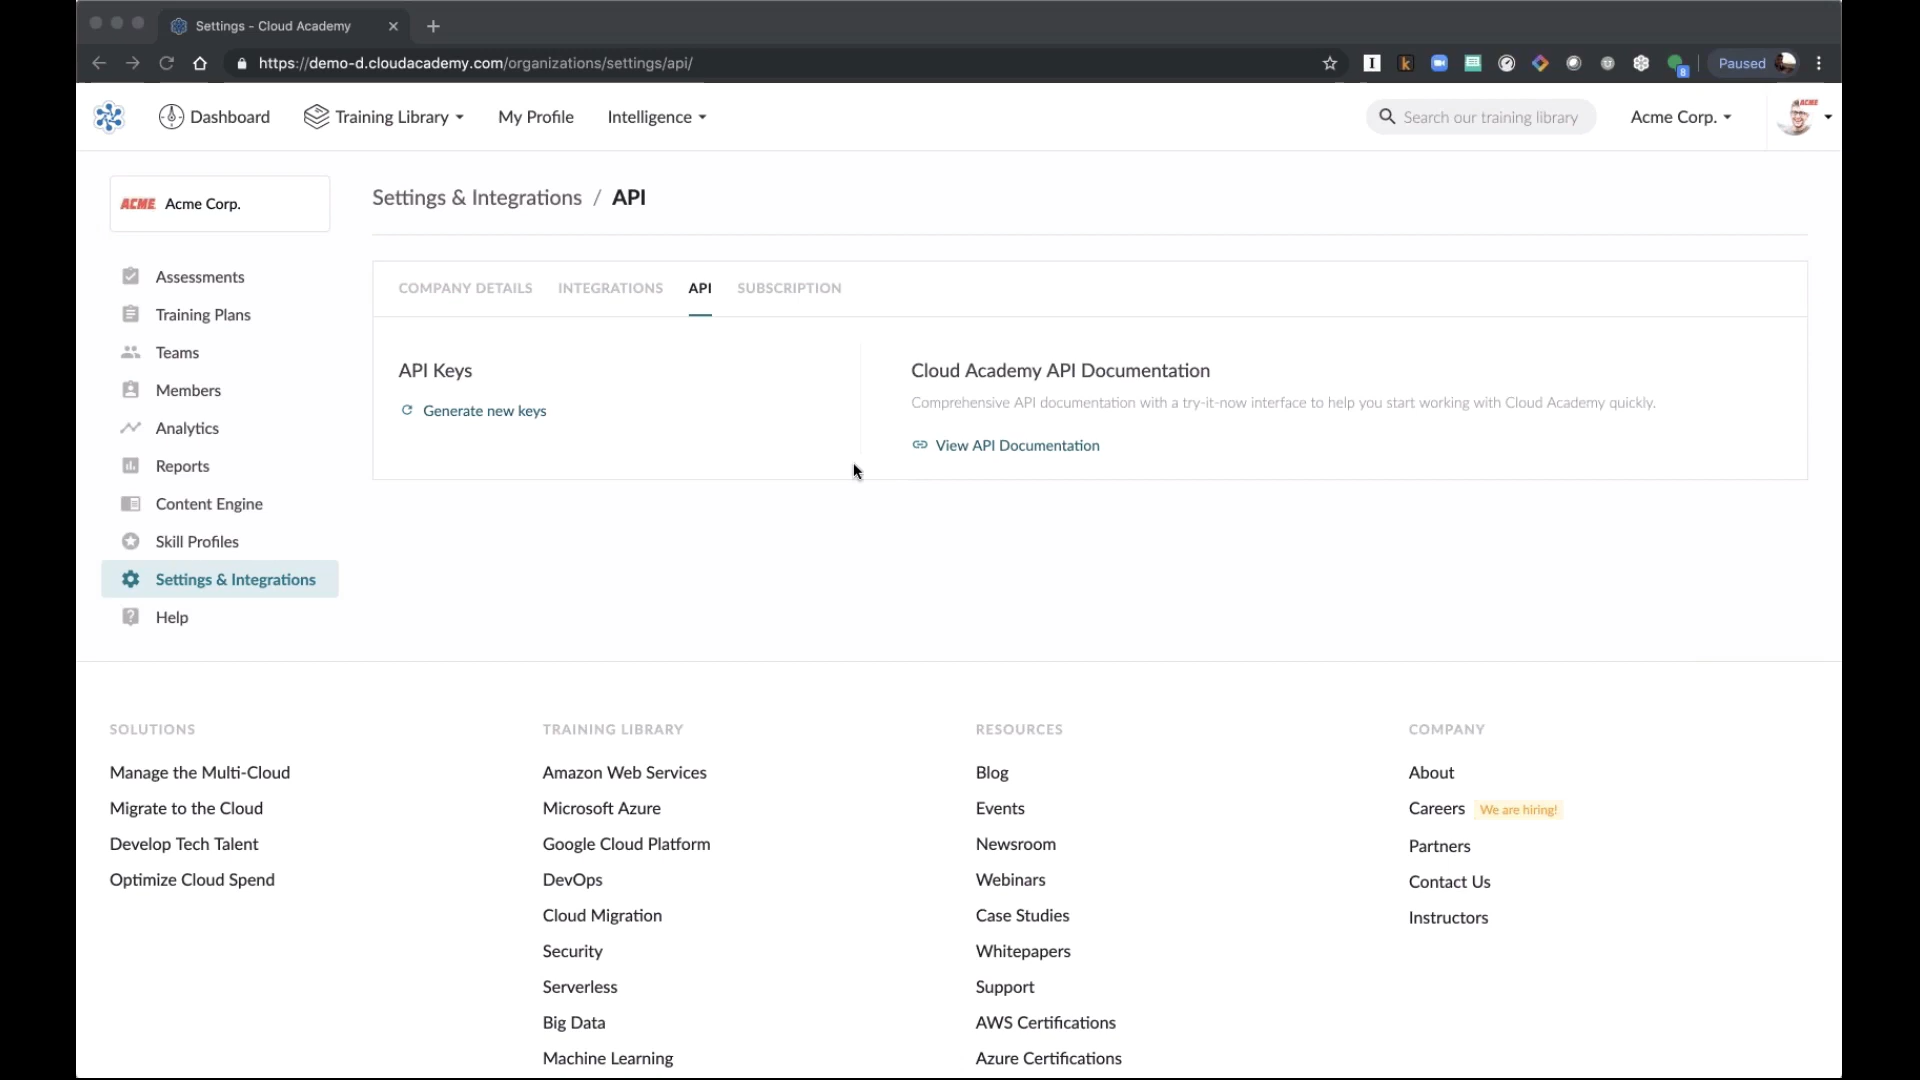 Settings - Cloud Academy
https://demo-d.cloudacademy.com/organizations/settings/api/
Paused
Dashboard
Training Library
My Profile
Intelligence
Search our training library
Acme Corp.
ACME
ACME Acme Corp.
Settings & Integrations / API
Assessments
Training Plans
Teams
Members
Analytics
Reports
Content Engine
Skill Profiles
Settings & Integrations
Help
COMPANY DETAILS
INTEGRATIONS
API
SUBSCRIPTION
API Keys
Generate new keys
Cloud Academy API Documentation
Comprehensive API documentation with a try-it-now interface to help you start working with Cloud Academy quickly.
View API Documentation
SOLUTIONS
Manage the Multi-Cloud
Migrate to the Cloud
Develop Tech Talent
Optimize Cloud Spend
TRAINING LIBRARY
Amazon Web Services
Microsoft Azure
Google Cloud Platform
DevOps
Cloud Migration
Security
Serverless
Big Data
Machine Learning
RESOURCES
Blog
Events
Newsroom
Webinars
Case Studies
Whitepapers
Support
AWS Certifications
Azure Certifications
COMPANY
About
Careers We are hiring!
Partners
Contact Us
Instructors